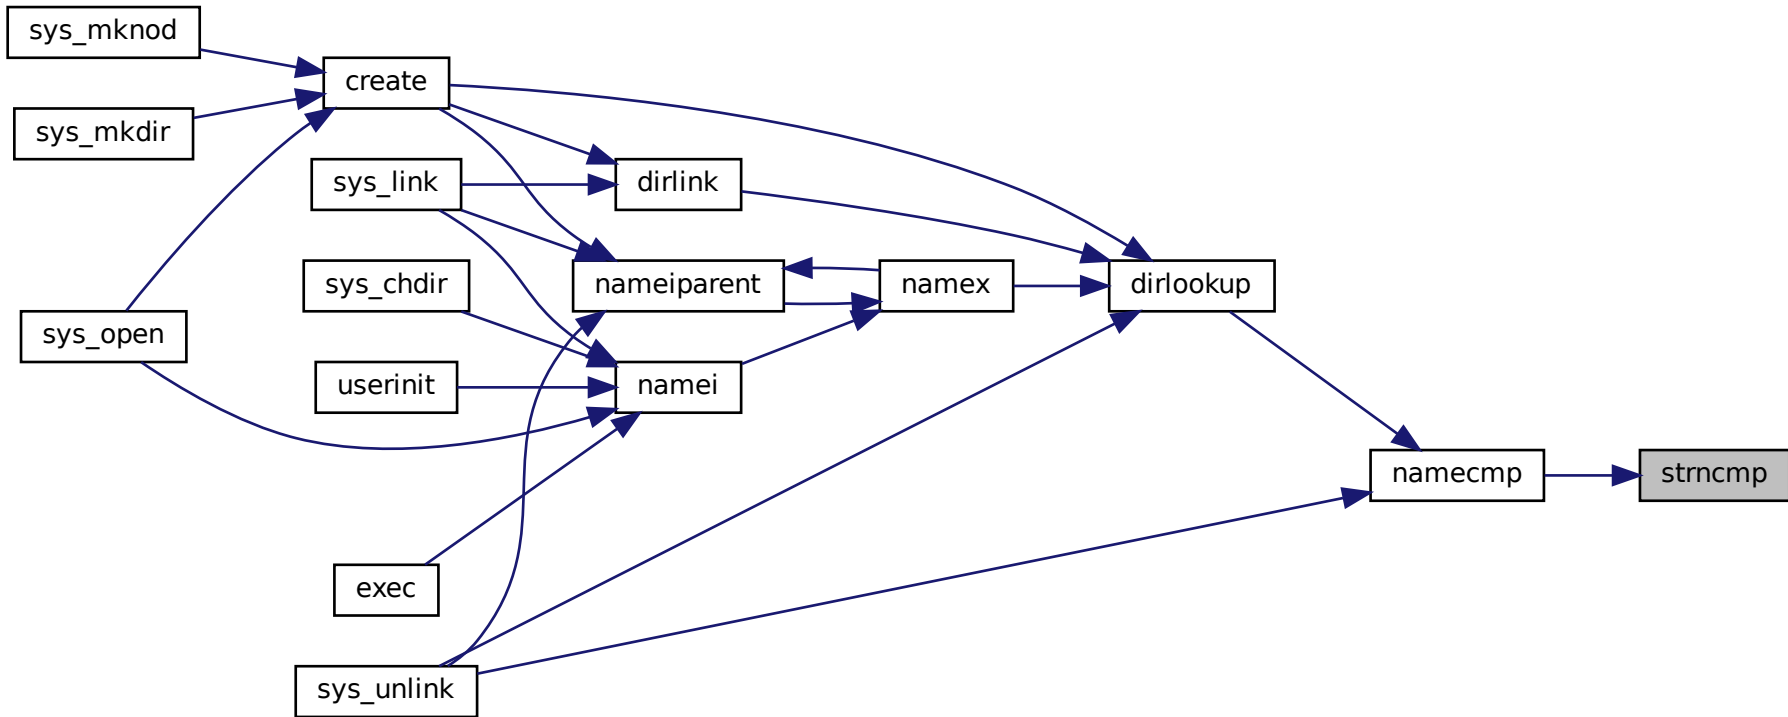 sys_mknod
create
sys_mkdir
sys_link
dirlink
sys_chdir
nameiparent
namex
dirlookup
sys_open
userinit
namei
namecmp
strncmp
exec
sys_unlink